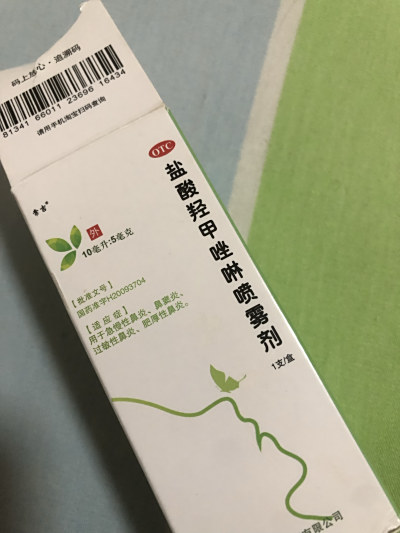 码上放心·追溯码
81341 66011 23696 16434
请用手机淘宝扫码查询
OTC
盐酸羟甲唑啉喷雾剂
1支/盒
外
10毫升:5毫克
【批准文号】
国药准字H20093704
【适应症】
用于急慢性鼻炎、鼻窦炎、
过敏性鼻炎、肥厚性鼻炎。
有限公司